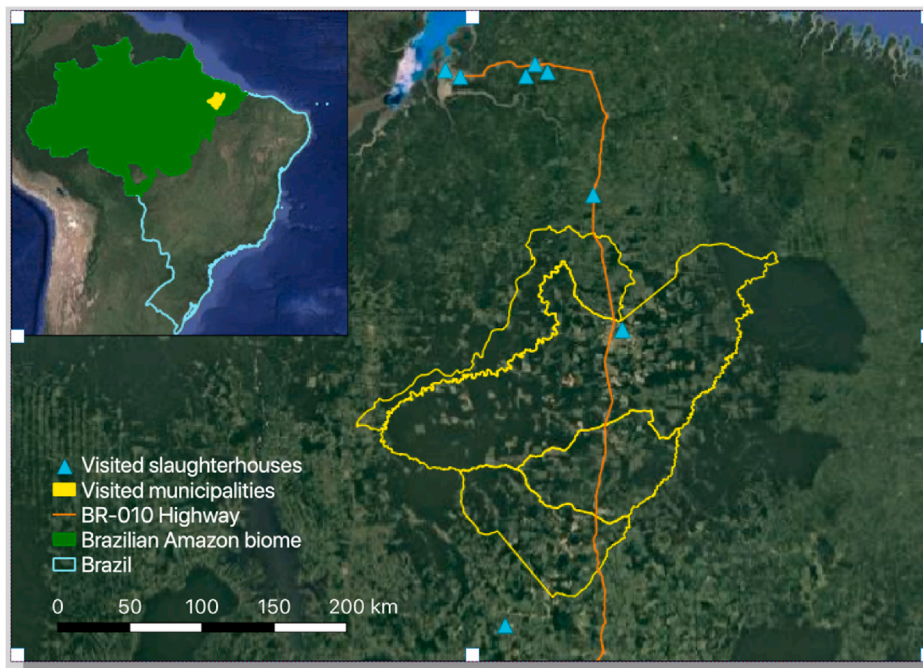 Visited slaughterhouses
Visited municipalities
BR-010 Highway
Brazilian Amazon biome
Brazil
0 50 100 150 200 km